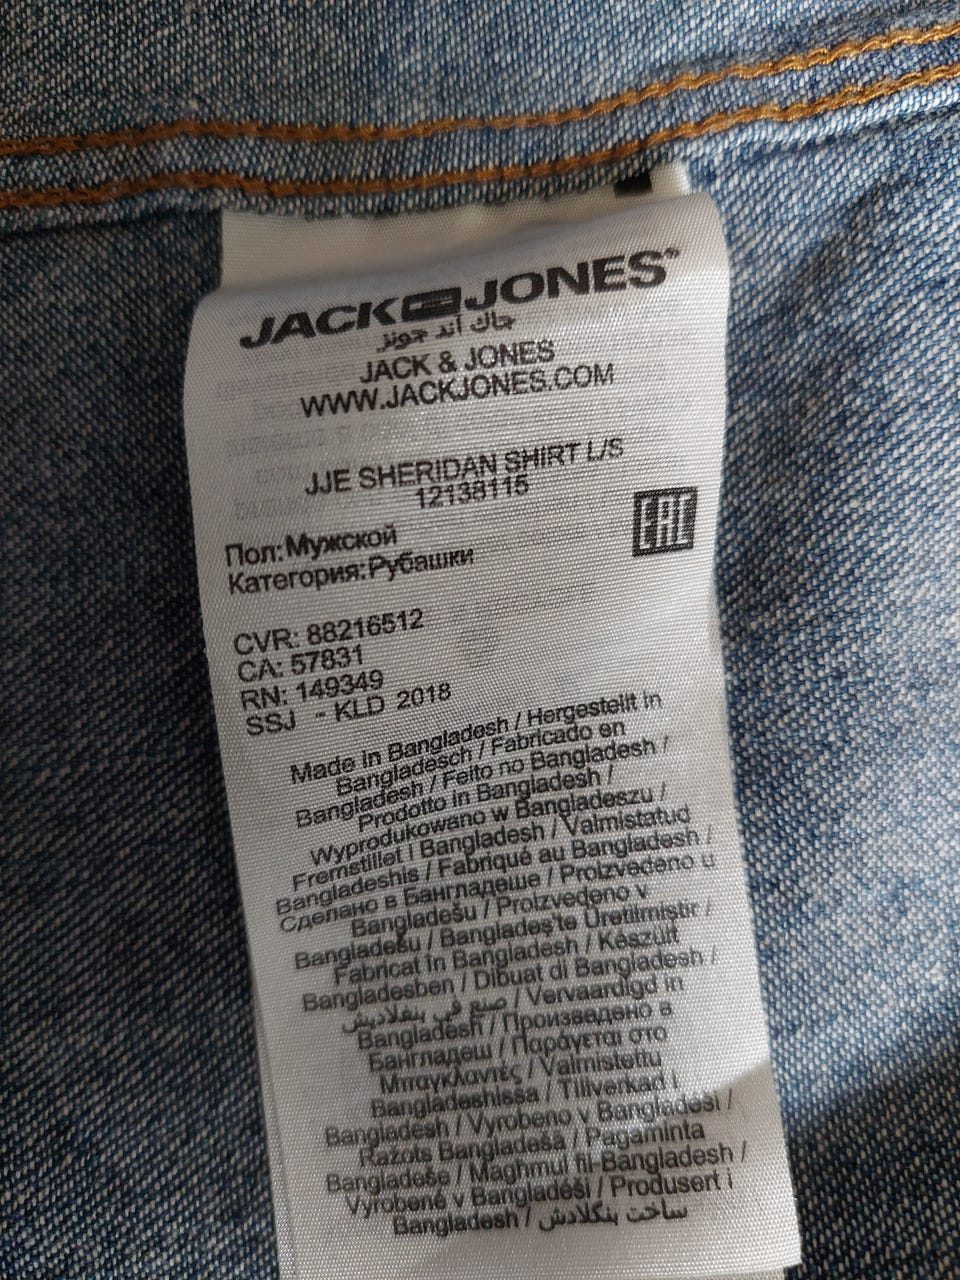 JACK JONES®
جاك أند جونز
JACK & JONES
WWW.JACKJONES.COM
JJE SHERIDAN SHIRT L/S
12138115
EAC
Пол:Мужской
Категория:Рубашки
CVR: 88216512
CA: 57831
RN: 149349
SSJ - KLD 2018
Made in Bangladesh / Hergestellt in
Bangladesch / Fabricado en
Bangladesh / Feito no Bangladesh /
Prodotto in Bangladesh /
Wyprodukowano w Bangladeszu /
Fremstillet i Bangladesh / Valmistatud
Bangladeshis / Fabriqué au Bangladesh /
Сделано в Бангладеше / Proizvedeno u
Bangladešu / Proizvedeno v
Bangladešu / Bangladeş'te Üretilmiştir /
Fabricat în Bangladesh / Készült
Bangladesben / Dibuat di Bangladesh /
صنع في بنغلاديش / Vervaardigd in
Bangladesh / Произведено в
Бангладеш / Παράγεται στο
Μπαγκλαντές / Valmistettu
Bangladeshissa / Tillverkad i
Bangladesh / Vyrobeno v Bangladéši /
Ražots Bangladešā / Pagaminta
Bangladeše / Maghmul fil-Bangladesh /
Vyrobené v Bangladéši / Produsert i
Bangladesh / ساخت بنگلادش